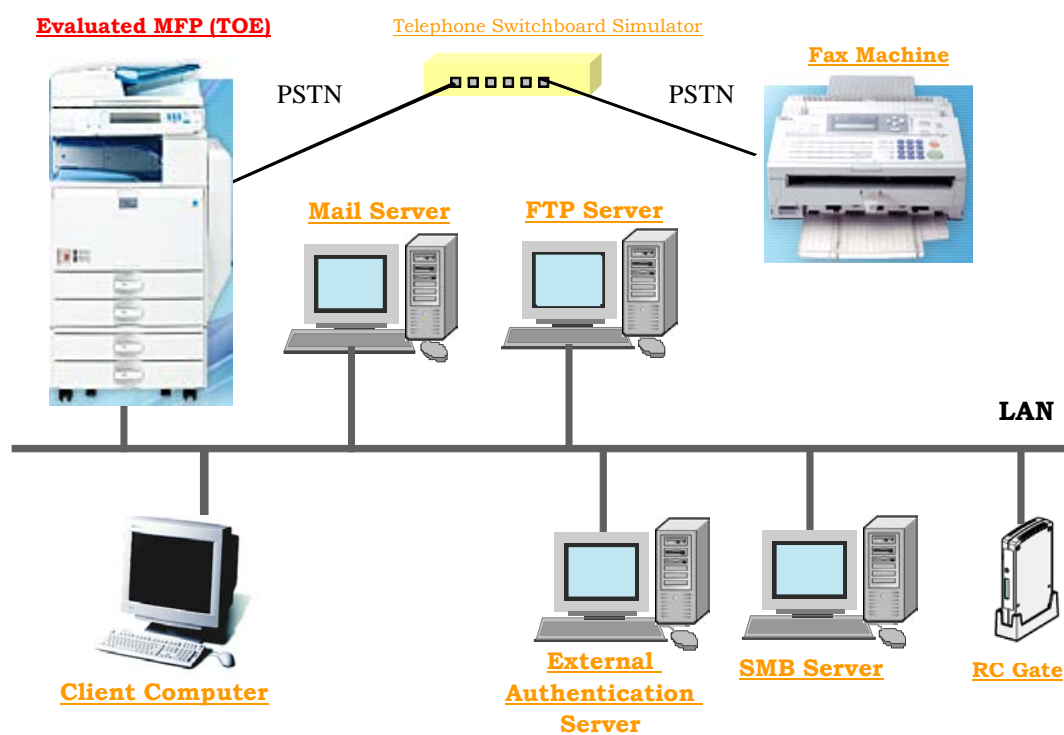 Evaluated MFP (TOE)
Telephone Switchboard Simulator
Fax Machine
PSTN
PSTN
Mail Server
FTP Server
LAN
Client Computer
External
Authentication
Server
SMB Server
RC Gate